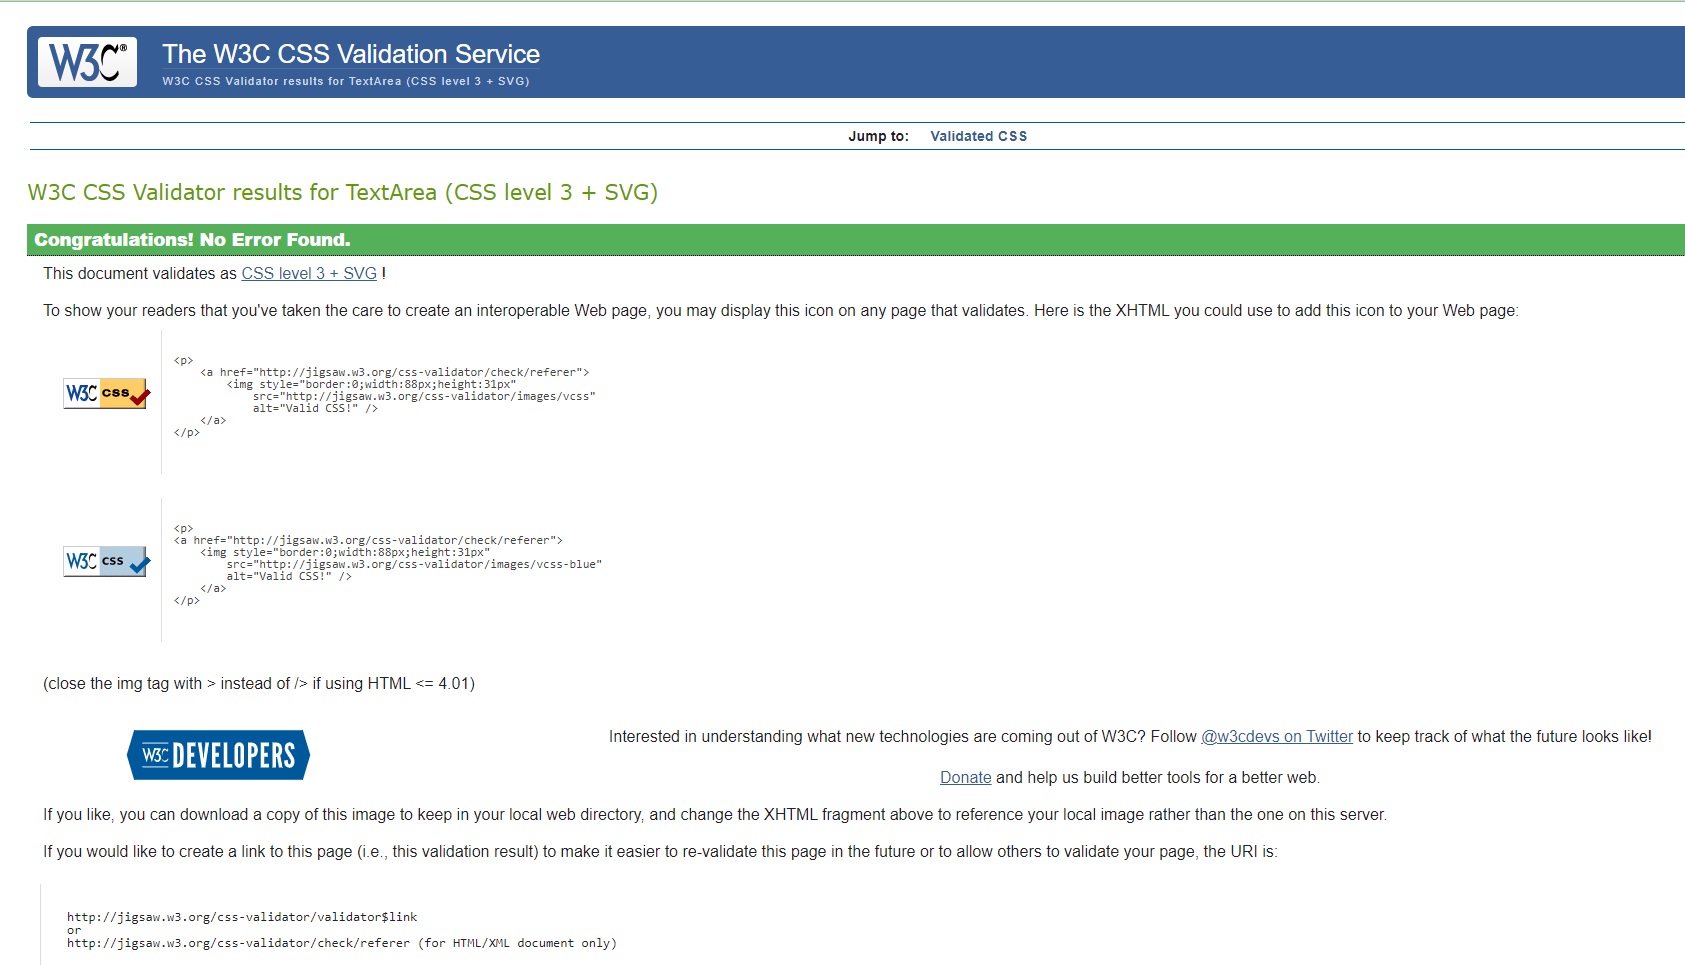 W3C®
The W3C CSS Validation Service
W3C CSS Validator results for TextArea (CSS level 3 + SVG)
Jump to: Validated CSS
W3C CSS Validator results for TextArea (CSS level 3 + SVG)
Congratulations! No Error Found.
This document validates as CSS level 3 + SVG !
To show your readers that you've taken the care to create an interoperable Web page, you may display this icon on any page that validates. Here is the XHTML you could use to add this icon to your Web page:
W3C css
<p>
<a href="http://jigsaw.w3.org/css-validator/check/referer">
<img style="border:0;width:88px;height:31px"
src="http://jigsaw.w3.org/css-validator/images/vcss"
alt="Valid CSS!" />
</a>
</p>
W3C css
<p>
<a href="http://jigsaw.w3.org/css-validator/check/referer">
<img style="border:0;width:88px;height:31px"
src="http://jigsaw.w3.org/css-validator/images/vcss-blue"
alt="Valid CSS!" />
</a>
</p>
(close the img tag with > instead of /> if using HTML <= 4.01)
W3C DEVELOPERS
Interested in understanding what new technologies are coming out of W3C? Follow @w3cdevs on Twitter to keep track of what the future looks like!
Donate and help us build better tools for a better web.
If you like, you can download a copy of this image to keep in your local web directory, and change the XHTML fragment above to reference your local image rather than the one on this server.
If you would like to create a link to this page (i.e., this validation result) to make it easier to re-validate this page in the future or to allow others to validate your page, the URI is:
http://jigsaw.w3.org/css-validator/validator$link
or
http://jigsaw.w3.org/css-validator/check/referer (for HTML/XML document only)